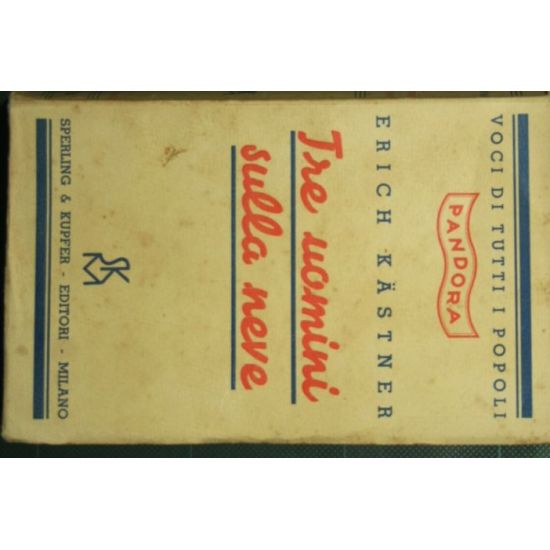 VOCI DI TUTTI I POPOLI
PANDORA
ERICH KÄSTNER
Tre uomini
sulla neve
SK
SPERLING & KUPFER - EDITORI - MILANO